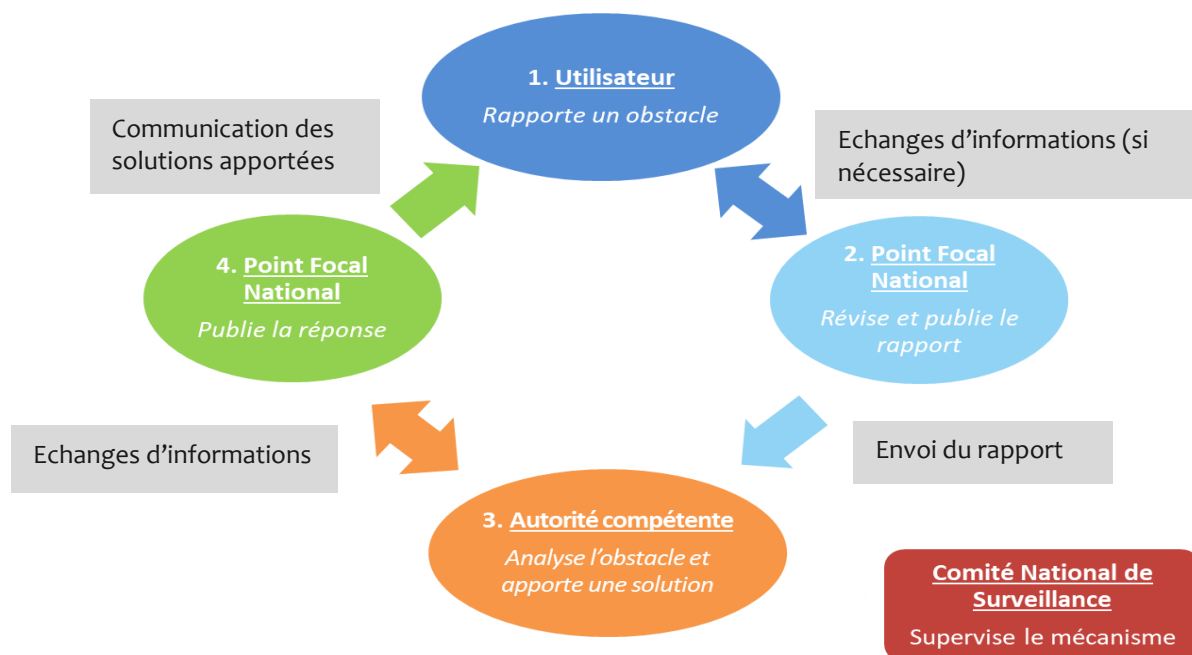 1. Utilisateur
Rapporte un obstacle
Communication des
solutions apportées
Echanges d’informations (si
nécessaire)
4. Point Focal
National
Publie la réponse
2. Point Focal
National
Révise et publie le
rapport
Echanges d’informations
Envoi du rapport
3. Autorité compétente
Analyse l’obstacle et
apporte une solution
Comité National de
Surveillance
Supervise le mécanisme